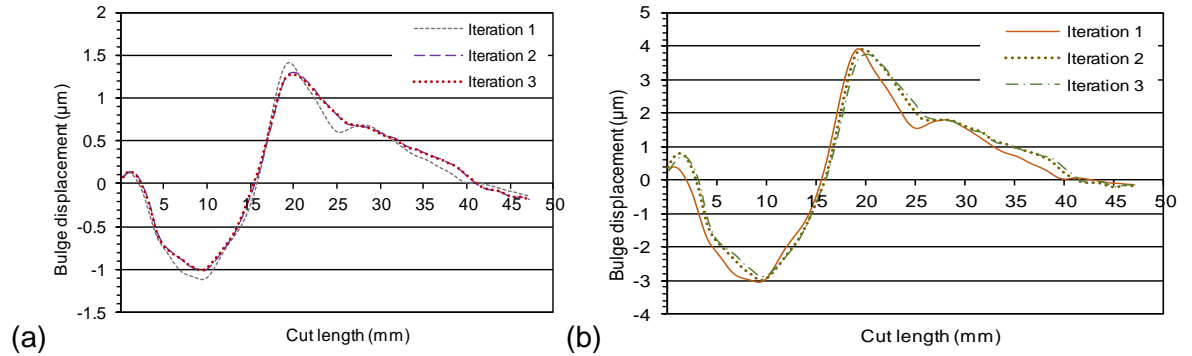 2
1.5
1
0.5
0
-0.5
-1
-1.5
5 10 15 20 25 30 35 40 45 50
Bulge displacement (µm)
Cut length (mm)
Iteration 1
Iteration 2
Iteration 3
(a)
5
4
3
2
1
0
-1
-2
-3
-4
5 10 15 20 25 30 35 40 45 50
Bulge displacement (µm)
Cut length (mm)
Iteration 1
Iteration 2
Iteration 3
(b)